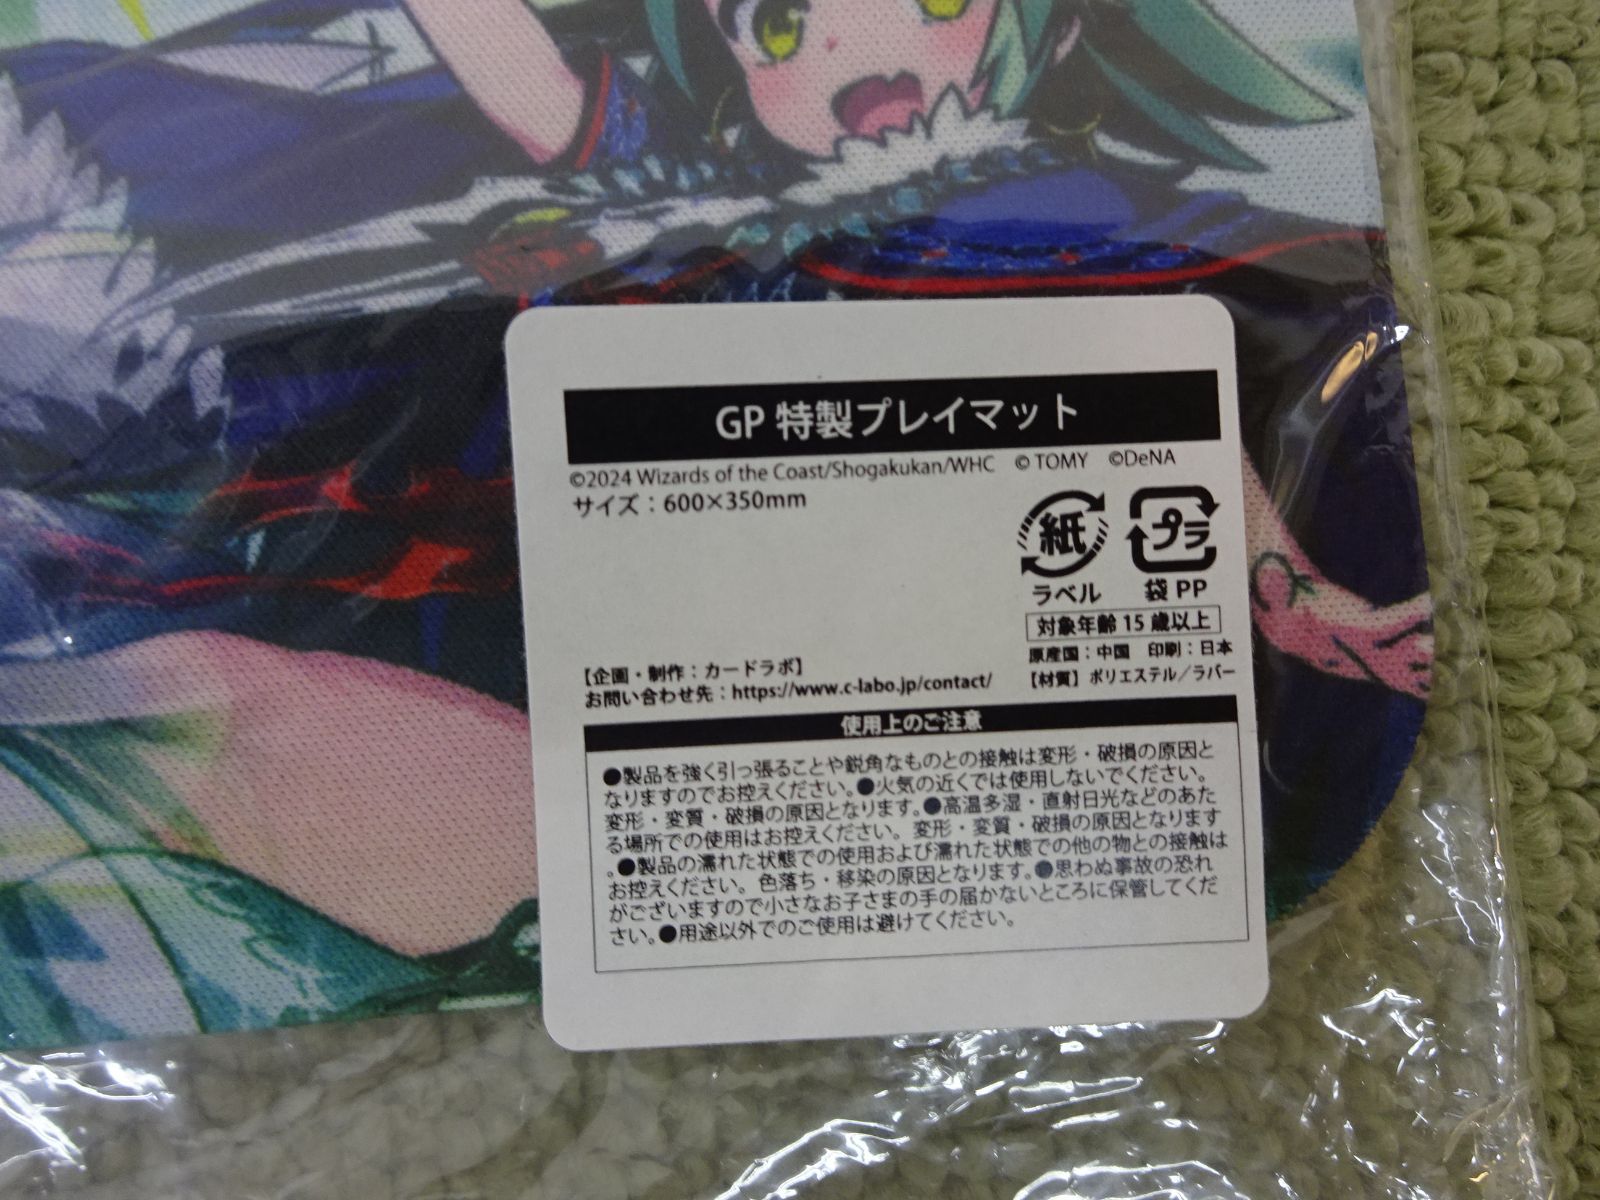 GP 特製プレイマット
©2024 Wizards of the Coast/Shogakukan/WHC © TOMY ©DeNA
サイズ：600×350mm
紙
プラ
ラベル
袋 PP
対象年齢 15 歳以上
原産国：中国 印刷：日本
【企画・制作：カードラボ】
【材質】ポリエステル／ラバー
お問い合わせ先：https://www.c-labo.jp/contact/
使用上のご注意
●製品を強く引っ張ることや鋭角なものとの接触は変形・破損の原因と
なりますのでお控えください。●火気の近くでは使用しないでください。
変形・変質・破損の原因となります。●高温多湿・直射日光などのあた
る場所での使用はお控えください。変形・変質・破損の原因となります
。●製品の濡れた状態での使用および濡れた状態での他の物との接触は
お控えください。色落ち・移染の原因となります。●思わぬ事故の恐れ
がございますので小さなお子さまの手の届かないところに保管してくだ
さい。●用途以外でのご使用は避けてください。